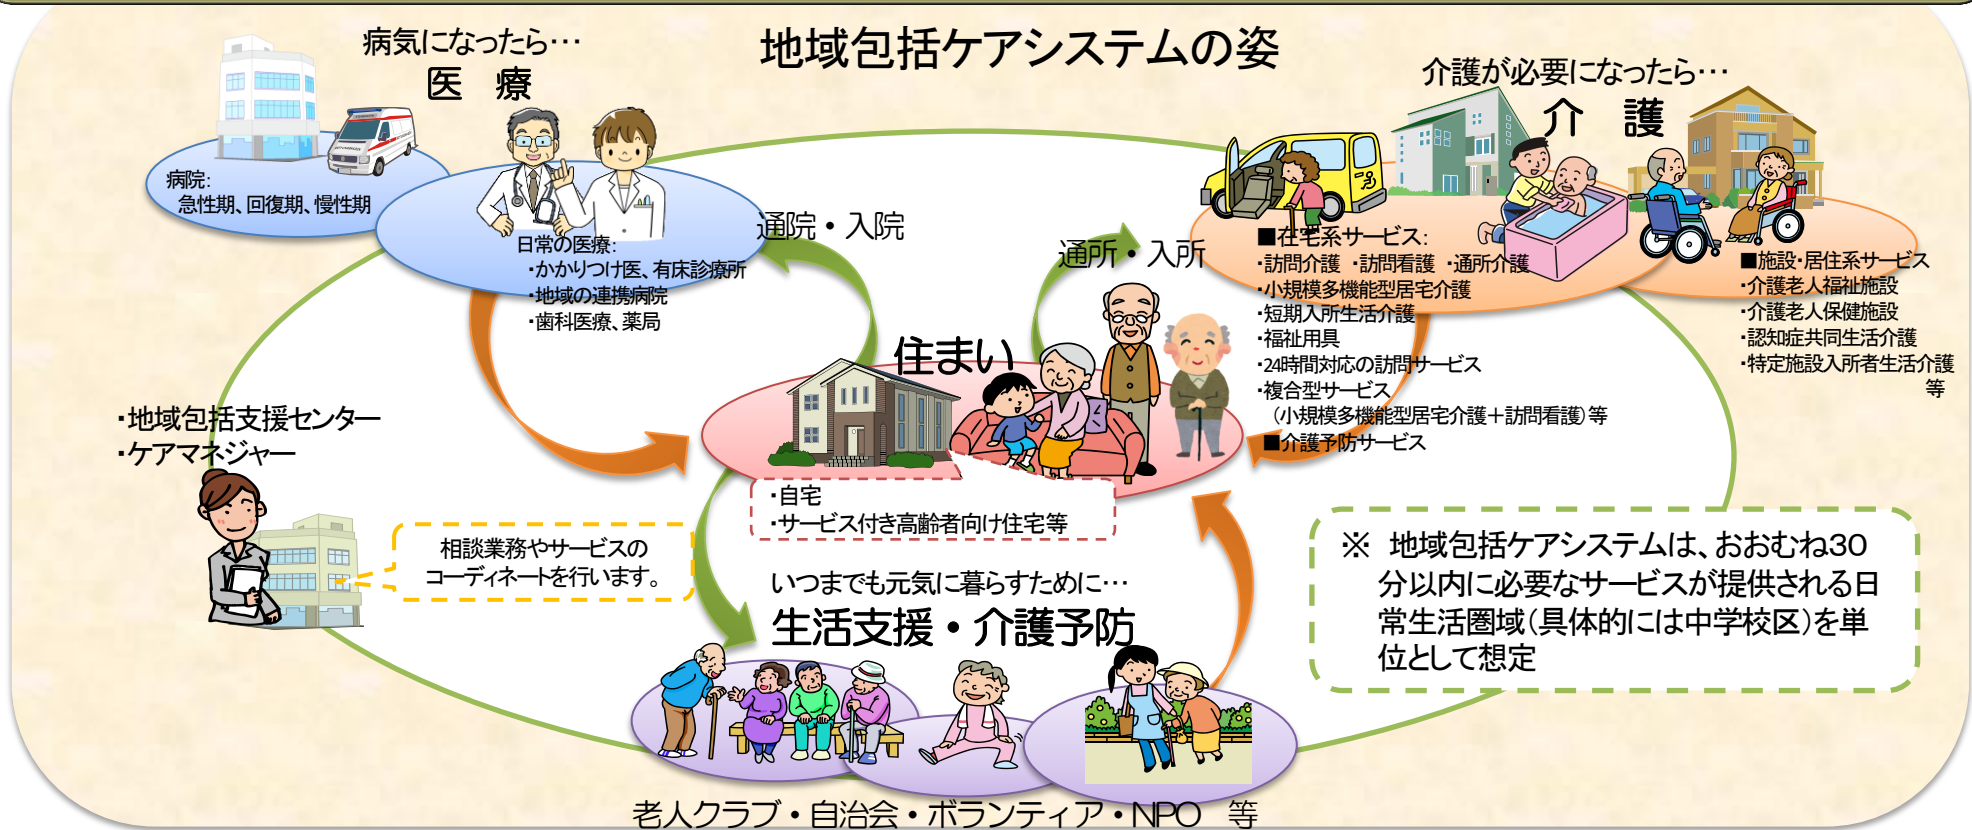 地域包括ケアシステムの姿
病気になったら…
医 療
病院:
急性期、回復期、慢性期
日常の医療:
・かかりつけ医、有床診療所
・地域の連携病院
・歯科医療、薬局
通院・入院
介護が必要になったら…
介 護
通所・入所
■在宅系サービス:
・訪問介護 ・訪問看護 ・通所介護
・小規模多機能型居宅介護
・短期入所生活介護
・福祉用具
・24時間対応の訪問サービス
・複合型サービス
(小規模多機能型居宅介護＋訪問看護)等
■介護予防サービス
■施設・居住系サービス
・介護老人福祉施設
・介護老人保健施設
・認知症共同生活介護
・特定施設入所者生活介護
等
住まい
・自宅
・サービス付き高齢者向け住宅等
・地域包括支援センター
・ケアマネジャー
相談業務やサービスの
コーディネートを行います。
いつまでも元気に暮らすために…
生活支援・介護予防
老人クラブ・自治会・ボランティア・NPO 等
※ 地域包括ケアシステムは、おおむね30
分以内に必要なサービスが提供される日
常生活圏域(具体的には中学校区)を単
位として想定